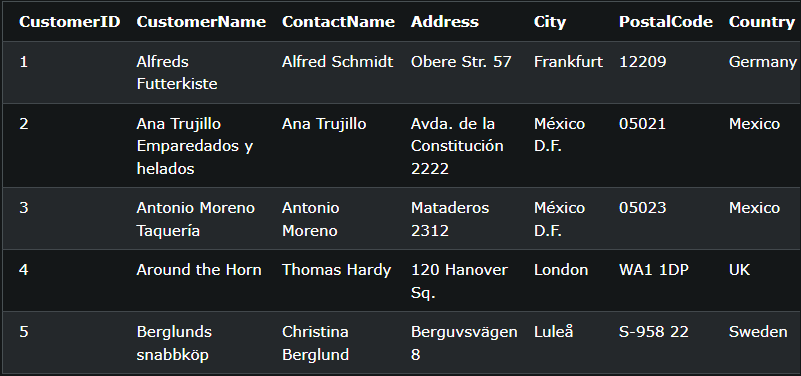 CustomerID CustomerName ContactName Address City PostalCode Country
1 Alfreds Futterkiste Alfred Schmidt Obere Str. 57 Frankfurt 12209 Germany
2 Ana Trujillo Emparedados y helados Ana Trujillo Avda. de la Constitución 2222 México D.F. 05021 Mexico
3 Antonio Moreno Taquería Antonio Moreno Mataderos 2312 México D.F. 05023 Mexico
4 Around the Horn Thomas Hardy 120 Hanover Sq. London WA1 1DP UK
5 Berglunds snabbköp Christina Berglund Berguvsvägen 8 Luleå S-958 22 Sweden